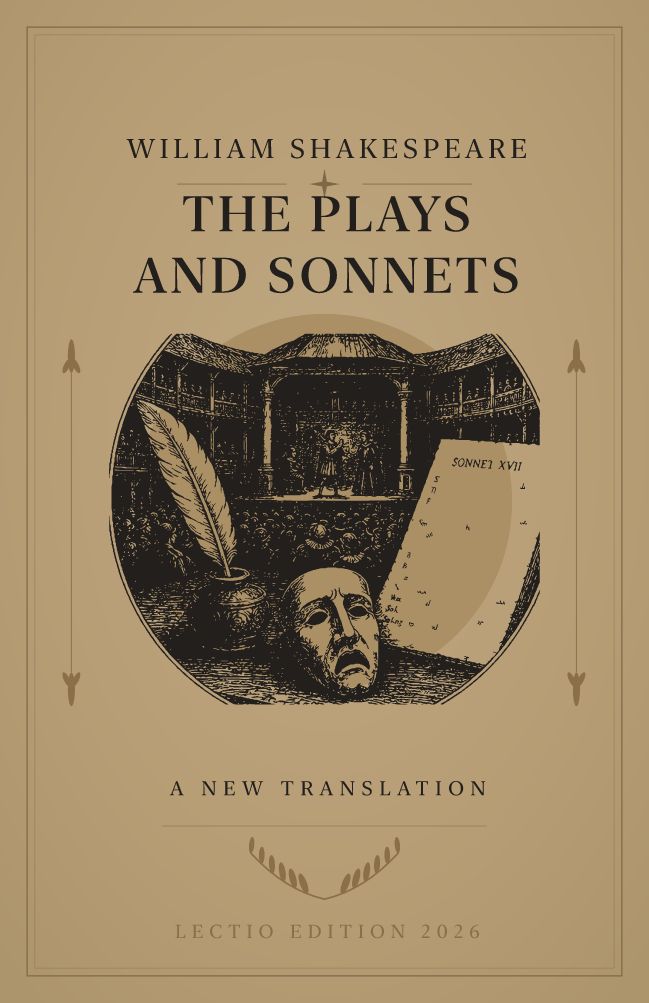 WILLIAM SHAKESPEARE
THE PLAYS
AND SONNETS
SONNET XVII
A NEW TRANSLATION
LECTIO EDITION 2026